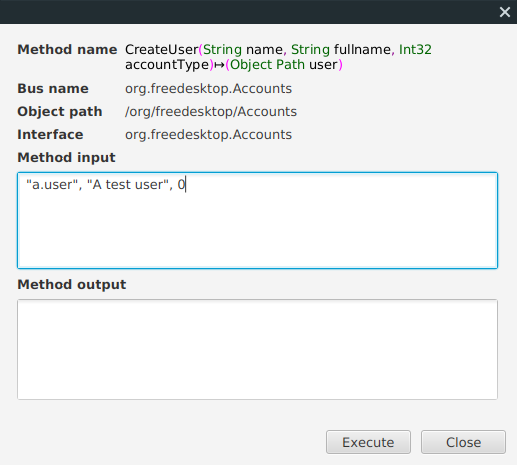 Method name CreateUser(String name, String fullname, Int32
accountType)↦(Object Path user)
Bus name org.freedesktop.Accounts
Object path /org/freedesktop/Accounts
Interface org.freedesktop.Accounts
Method input
"a.user", "A test user", 0
Method output
Execute Close